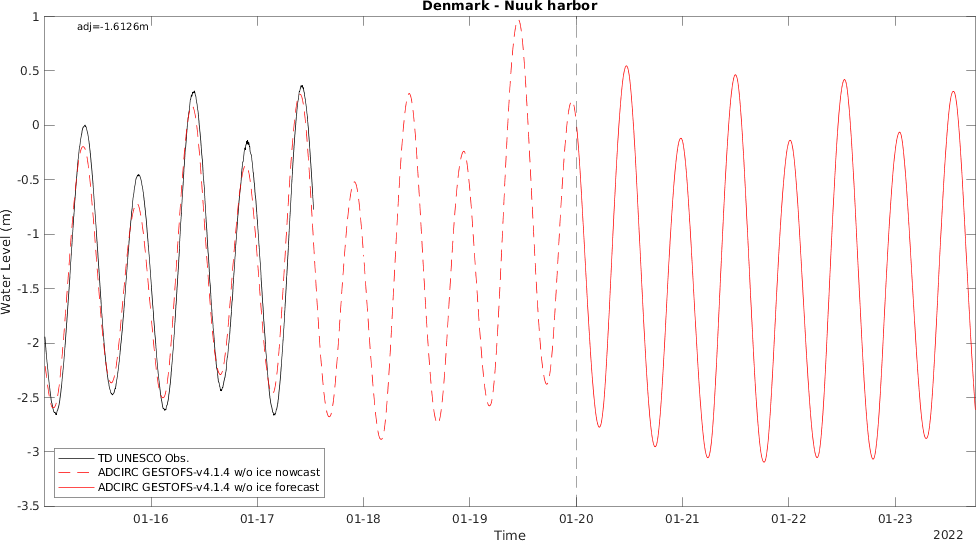 Denmark - Nuuk harbor
adj=-1.6126m
1
0.5
0
-0.5
-1
-1.5
-2
-2.5
-3
-3.5
Water Level (m)
TD UNESCO Obs.
ADCIRC GESTOFS-v4.1.4 w/o ice nowcast
ADCIRC GESTOFS-v4.1.4 w/o ice forecast
01-16 01-17 01-18 01-19 01-20 01-21 01-22 01-23
Time
2022